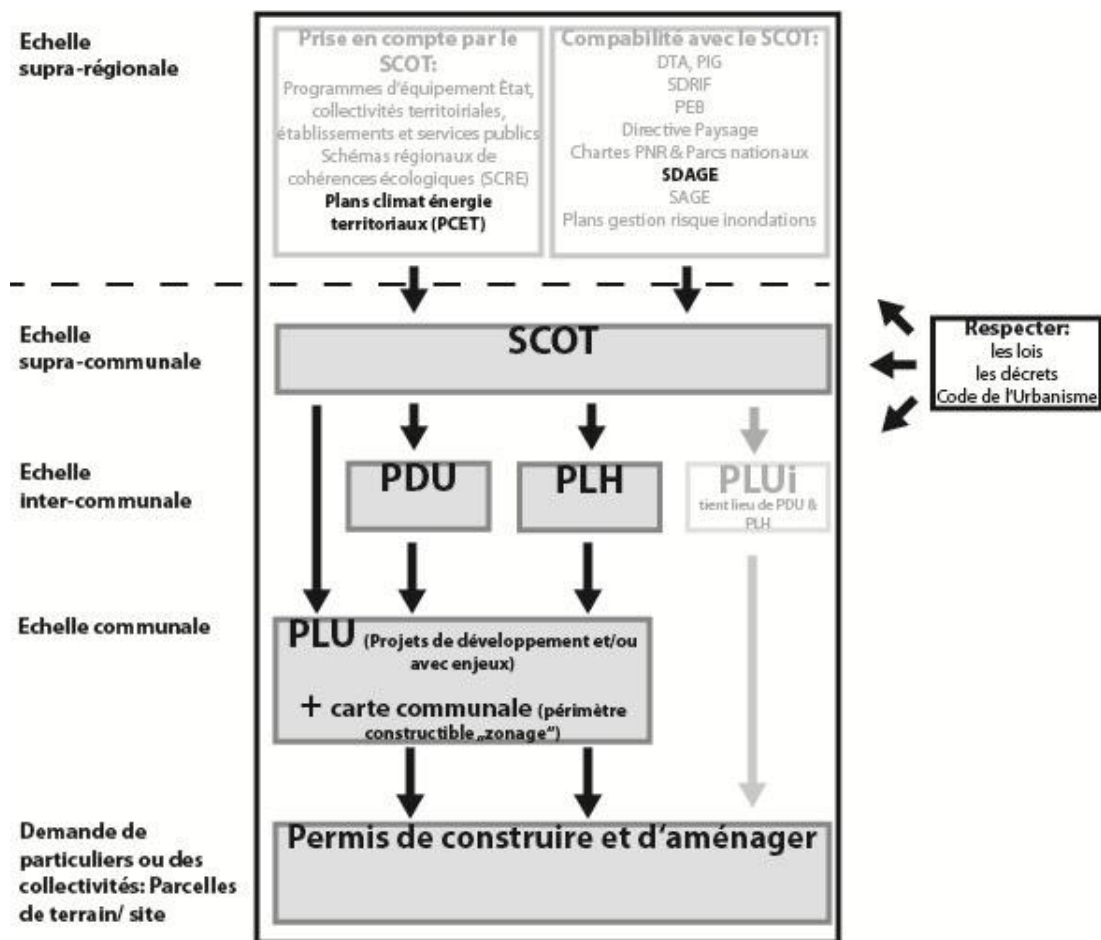 Echelle
supra-régionale
Prise en compte par le
SCOT:
Programmes d'équipement État,
collectivités territoiriales,
établissements et services publics
Schémas régionaux de
cohérences écologiques (SCRE)
Plans climat énergie
territoriaux (PCET)
Compabilité avec le SCOT:
DTA, PIG
SDRIF
PEB
Directive Paysage
Chartes PNR & Parcs nationaux
SDAGE
SAGE
Plans gestion risque inondations
Echelle
supra-communale
SCOT
Respecter:
les lois
les décrets
Code de l'Urbanisme
Echelle
inter-communale
PDU
PLH
PLUi
tient lieu de PDU &
PLH
Echelle communale
PLU (Projets de développement et/ou
avec enjeux)
+ carte communale (périmètre
constructible „zonage“)
Demande de
particuliers ou des
collectivités: Parcelles
de terrain/ site
Permis de construire et d'aménager